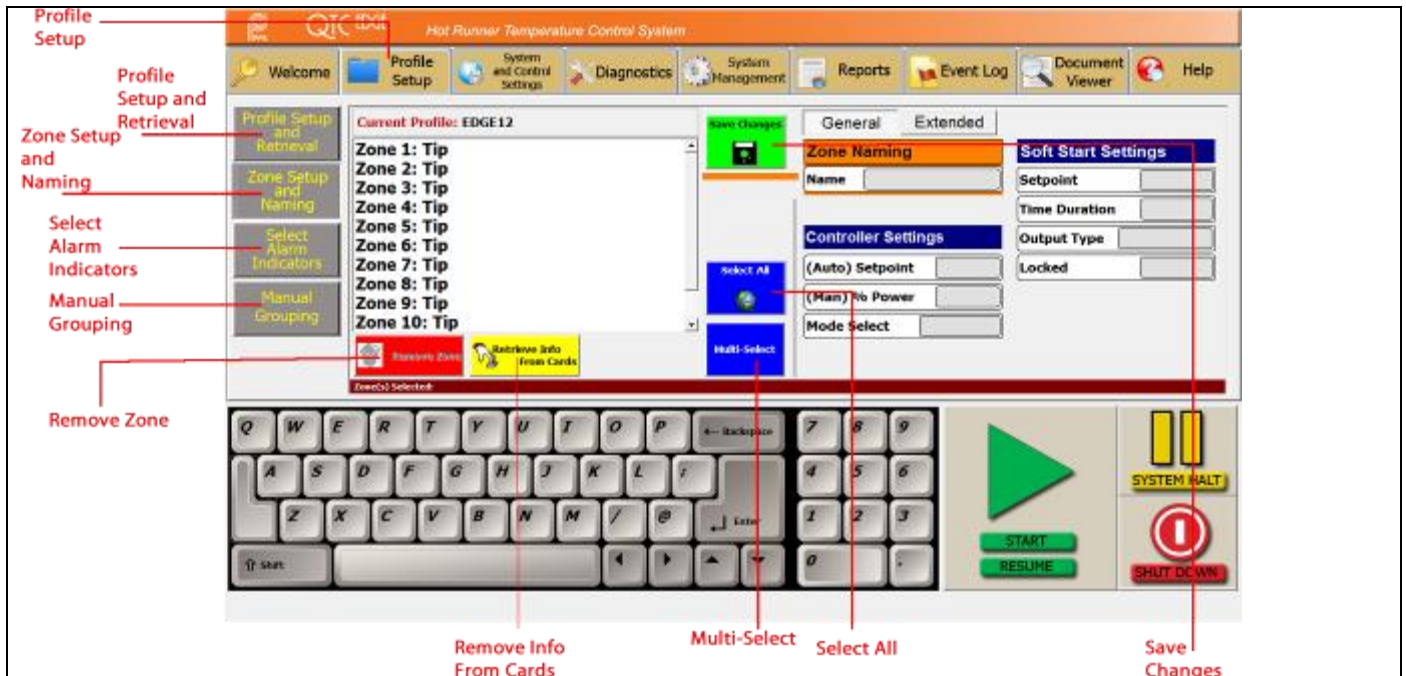 Profile
Setup
Profile
Setup and
Retrieval
Zone Setup
and
Naming
Select
Alarm
Indicators
Manual
Grouping
Remove Zone
QTC EDGE Hot Runner Temperature Control System
Welcome
Profile
Setup
System
and Control
Settings
Diagnostics
System
Management
Reports
Event Log
Document
Viewer
Help
Profile Setup
and
Retrieval
Zone Setup
and
Naming
Select
Alarm
Indicators
Manual
Grouping
Current Profile: EDGE12
Zone 1: Tip
Zone 2: Tip
Zone 3: Tip
Zone 4: Tip
Zone 5: Tip
Zone 6: Tip
Zone 7: Tip
Zone 8: Tip
Zone 9: Tip
Zone 10: Tip
Remove Zone
Retrieve Info
From Cards
Zone(s) Selected:
Save Changes
Select All
Multi-Select
General
Extended
Zone Naming
Name
Controller Settings
(Auto) Setpoint
(Man) % Power
Mode Select
Soft Start Settings
Setpoint
Time Duration
Output Type
Locked
Q W E R T Y U I O P ← Backspace 7 8 9
A S D F G H J K L : 4 5 6
Z X C V B N M / @ Enter 1 2 3
⇧ Shift 0 .
START
RESUME
SYSTEM HALT
SHUT DOWN
Remove Info
From Cards
Multi-Select
Select All
Save
Changes